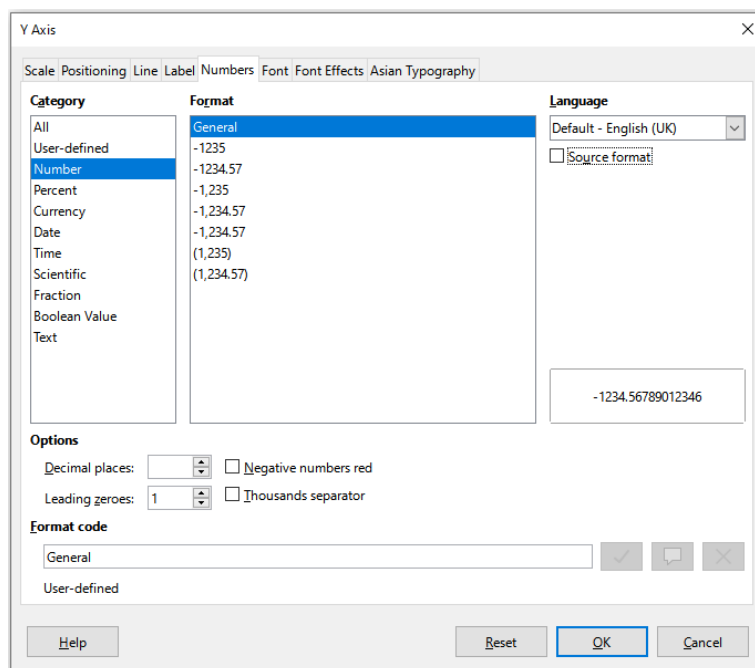 Y Axis
Scale Positioning Line Label Numbers Font Font Effects Asian Typography
Category
All
User-defined
Number
Percent
Currency
Date
Time
Scientific
Fraction
Boolean Value
Text
Format
General
-1235
-1234.57
-1,235
-1,234.57
-1,234.57
(1,235)
(1,234.57)
Language
Default - English (UK)
Source format
-1234.56789012346
Options
Decimal places:
Negative numbers red
Leading zeroes: 1
Thousands separator
Format code
General
User-defined
Help Reset OK Cancel